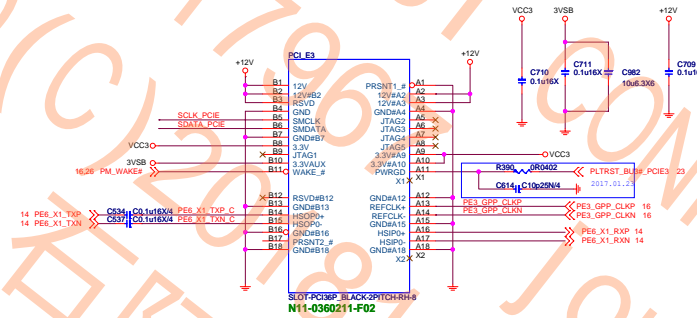 VCC3
3VSB
+12V
C710
0.1u16X
C711
0.1u16X
C982
10u6.3X6
C709
0.1u1
PCI_E3
+12V
+12V
B1 12V PRSNT1_# A1
B2 12V#B2 12V#A2 A2
B3 RSVD 12V#A3 A3
B4 GND GND#A4 A4
SCLK_PCIE B5 SMCLK JTAG2 A5
SDATA_PCIE B6 SMDATA JTAG3 A6
B7 GND#B7 JTAG4 A7
VCC3 B8 3.3V JTAG5 A8
B9 JTAG1 3.3V#A9 A9 VCC3
3VSB B10 3.3VAUX 3.3V#A10 A10
16,26 PM_WAKE# B11 WAKE_# PWRGD A11
X1 X1
R390 0R0402 PLTRST_BU3#_PCIE3 23
C614 C10p25N/4
2017.01.23
B12 RSVD#B12 GND#A12 A12
B13 GND#B13 REFCLK+ A13 PE3_GPP_CLKP 16
14 PE6_X1_TXP C534 C0.1u16X/4 PE6_X1_TXP_C B14 HSOP0+ REFCLK- A14 PE3_GPP_CLKN 16
14 PE6_X1_TXN C537 C0.1u16X/4 PE6_X1_TXN_C B15 HSOP0- GND#A15 A15
B16 GND#B16 HSIP0+ A16 PE6_X1_RXP 14
B17 PRSNT2_# HSIP0- A17 PE6_X1_RXN 14
B18 GND#B18 GND#A18 A18
X2 X2
SLOT-PCI36P_BLACK-2PITCH-RH-8
N11-0360211-F02